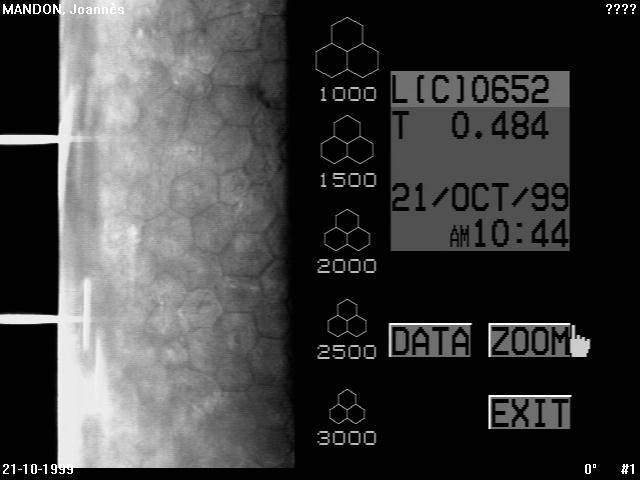 MANDON, Joannès
????
1000
1500
2000
2500
3000
L(C)0652
T 0.484
21/OCT/99
AM10:44
DATA ZOOM
EXIT
21-10-1999
0° #1